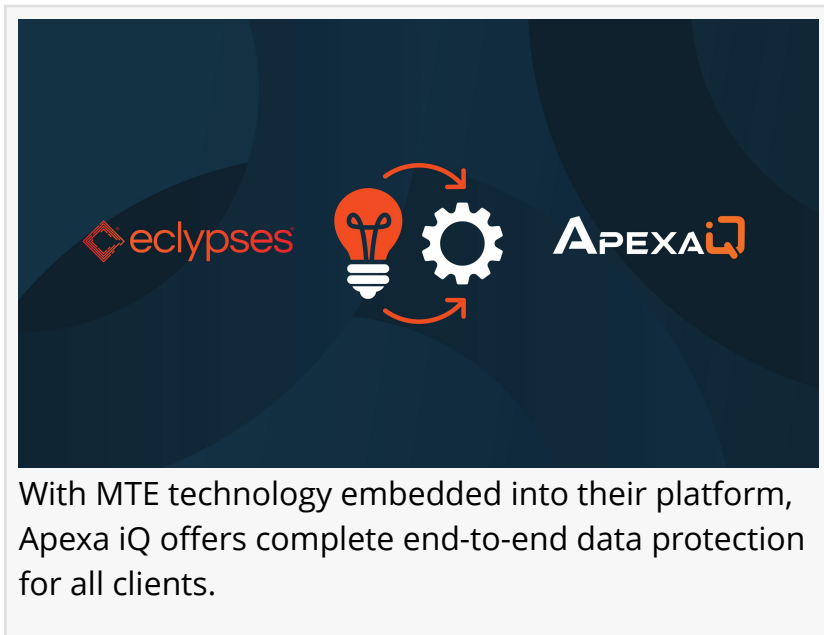 eclypses
APEXAiQ
With MTE technology embedded into their platform,
Apexa iQ offers complete end-to-end data protection
for all clients.